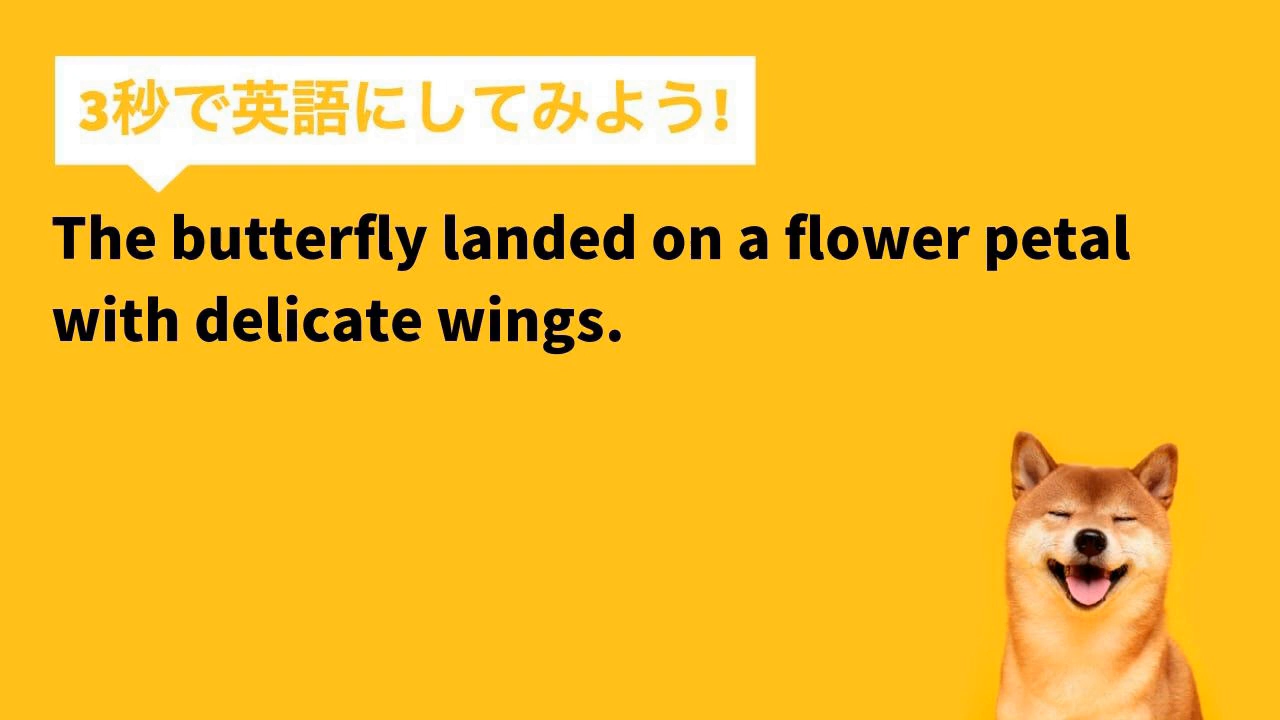 3秒で英語にしてみよう!
The butterfly landed on a flower petal
with delicate wings.